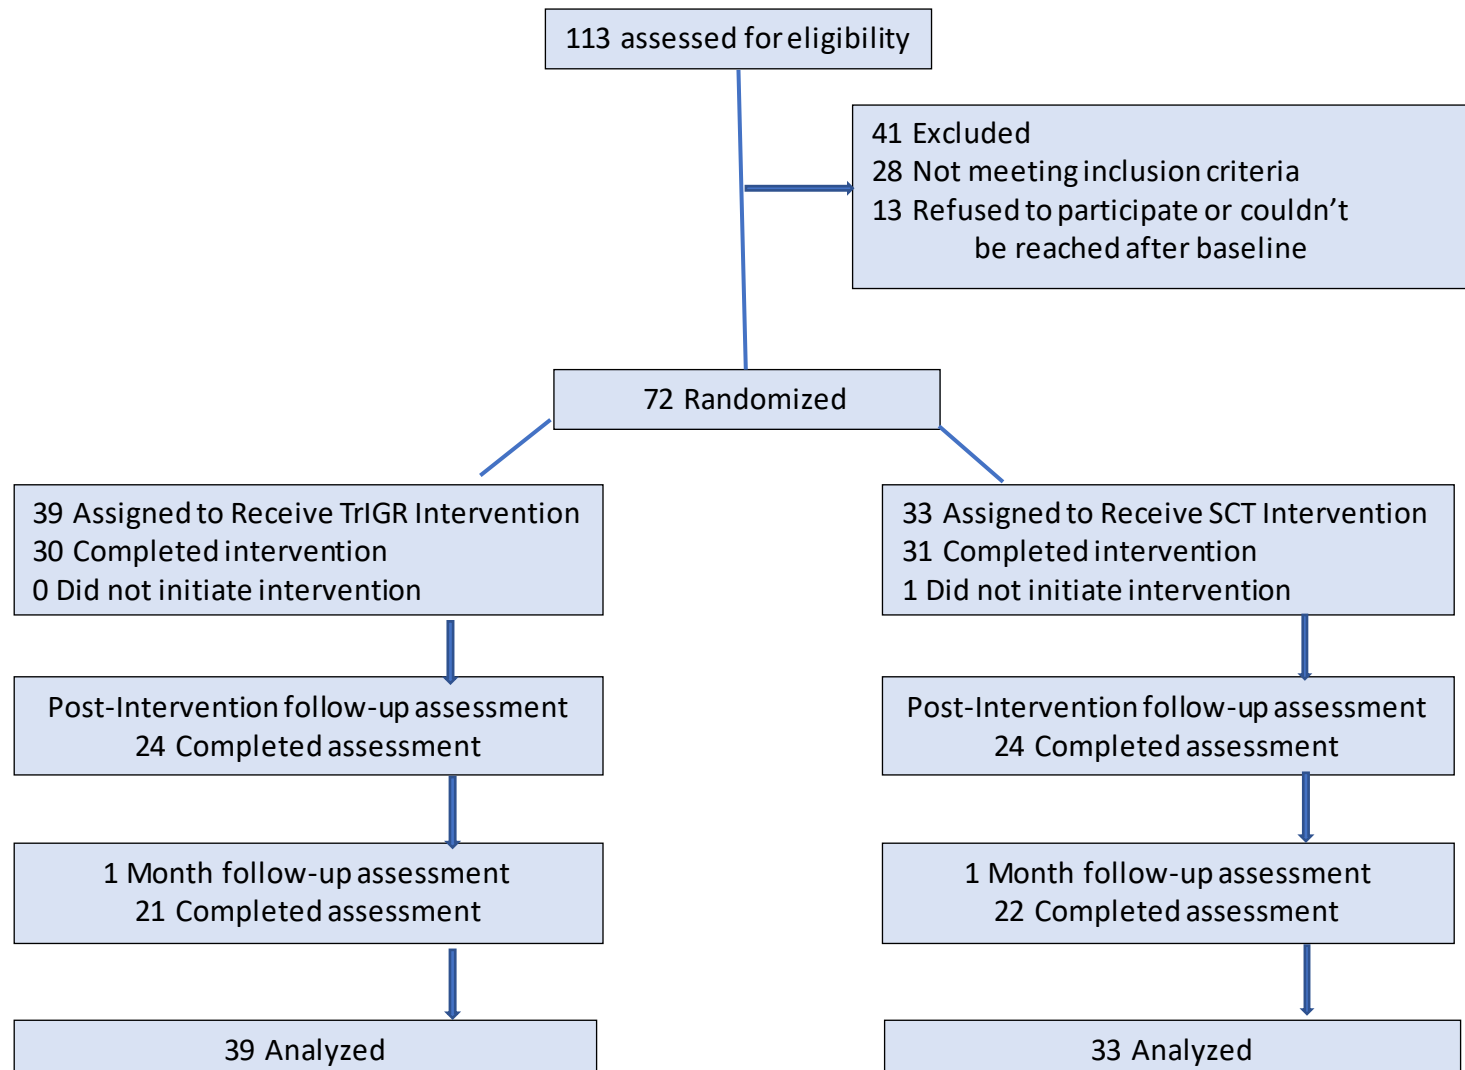 113 assessed for eligibility
41 Excluded
28 Not meeting inclusion criteria
13 Refused to participate or couldn’t
be reached after baseline
72 Randomized
39 Assigned to Receive TrIGR Intervention
30 Completed intervention
0 Did not initiate intervention
33 Assigned to Receive SCT Intervention
31 Completed intervention
1 Did not initiate intervention
Post-Intervention follow-up assessment
24 Completed assessment
Post-Intervention follow-up assessment
24 Completed assessment
1 Month follow-up assessment
21 Completed assessment
1 Month follow-up assessment
22 Completed assessment
39 Analyzed
33 Analyzed